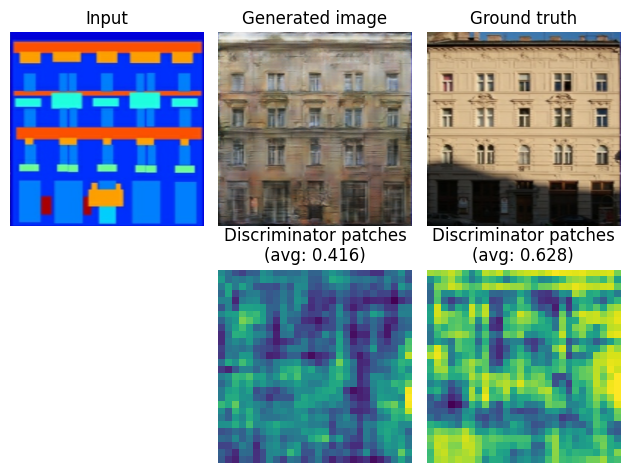 Input
Generated image
Ground truth
Discriminator patches
(avg: 0.416)
Discriminator patches
(avg: 0.628)